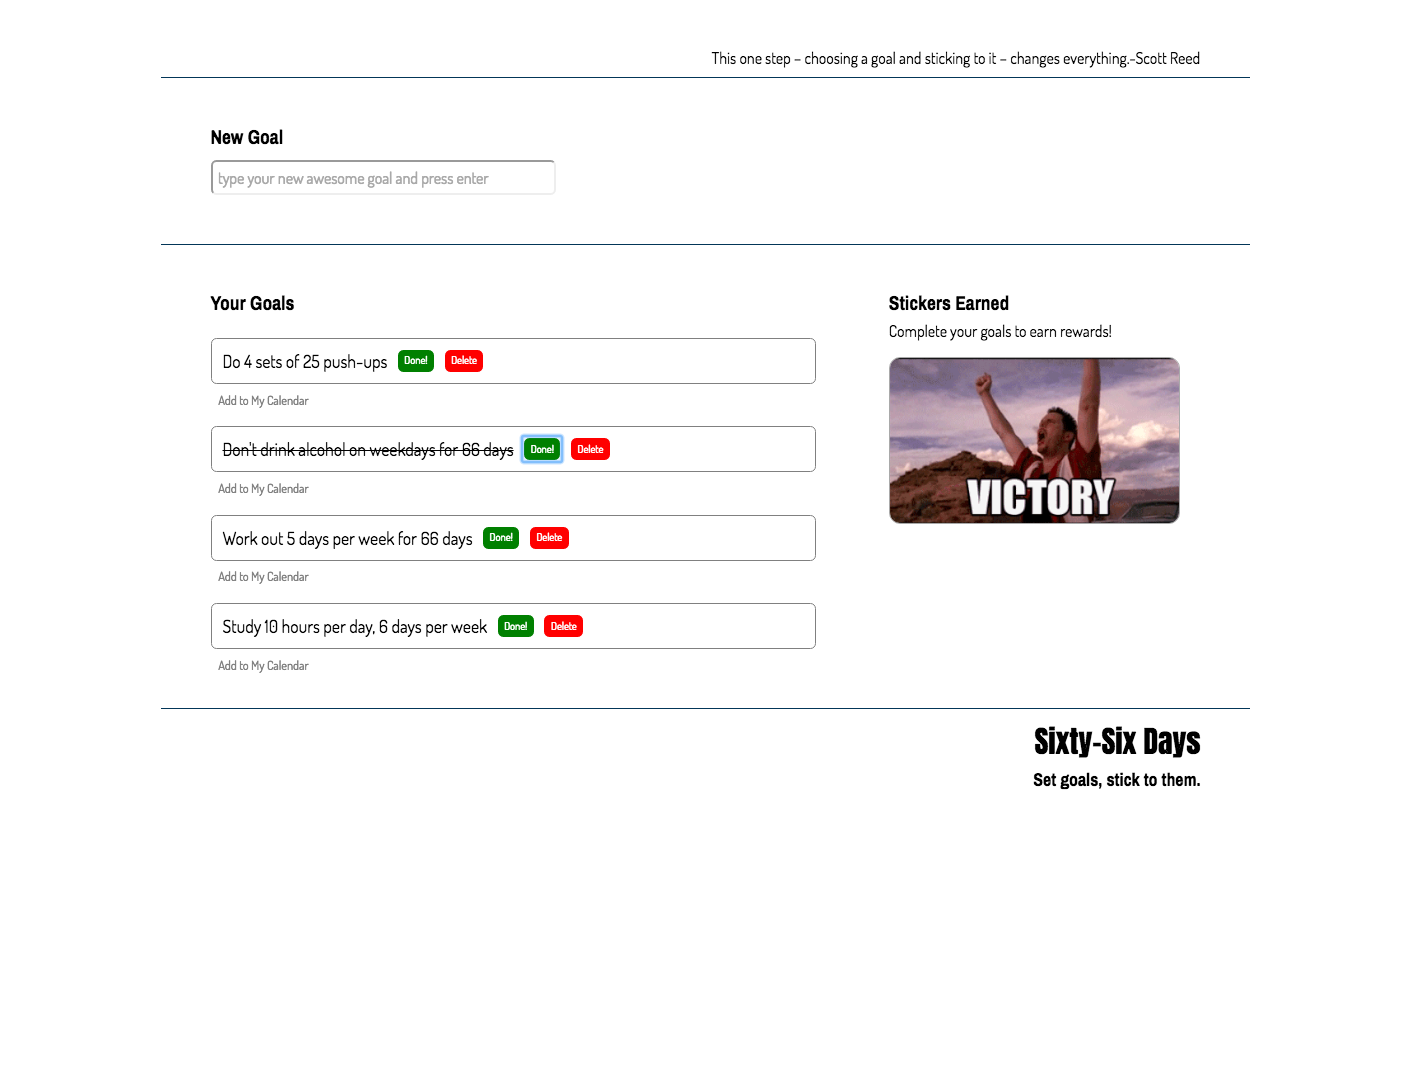 This one step – choosing a goal and sticking to it – changes everything.-Scott Reed
New Goal
type your new awesome goal and press enter
Your Goals
Do 4 sets of 25 push-ups Done! Delete
Add to My Calendar
Don't drink alcohol on weekdays for 66 days Done! Delete
Add to My Calendar
Work out 5 days per week for 66 days Done! Delete
Add to My Calendar
Study 10 hours per day, 6 days per week Done! Delete
Add to My Calendar
Stickers Earned
Complete your goals to earn rewards!
VICTORY
Sixty-Six Days
Set goals, stick to them.